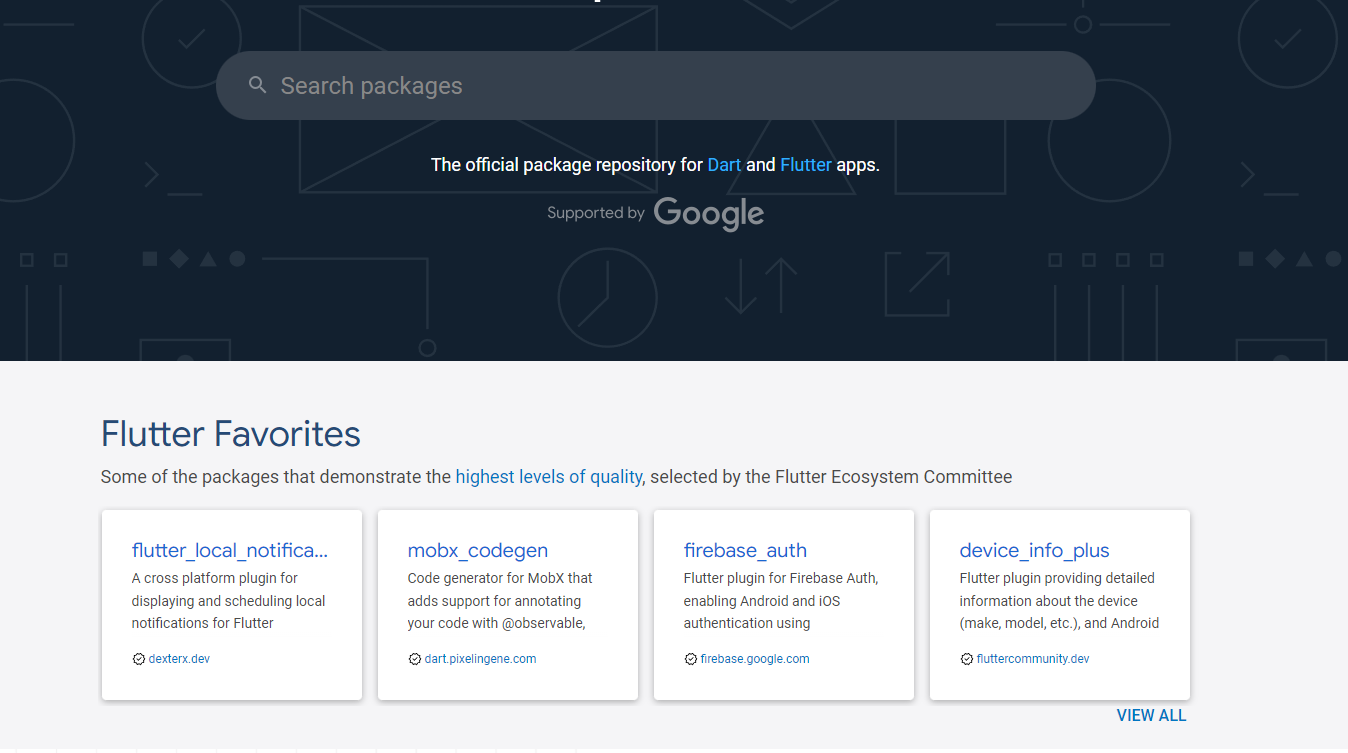 Search packages
The official package repository for Dart and Flutter apps.
Supported by Google
Flutter Favorites
Some of the packages that demonstrate the highest levels of quality, selected by the Flutter Ecosystem Committee
flutter_local_notifica...
A cross platform plugin for
displaying and scheduling local
notifications for Flutter
dexterx.dev
mobx_codegen
Code generator for MobX that
adds support for annotating
your code with @observable,
dart.pixelingene.com
firebase_auth
Flutter plugin for Firebase Auth,
enabling Android and iOS
authentication using
firebase.google.com
device_info_plus
Flutter plugin providing detailed
information about the device
(make, model, etc.), and Android
fluttercommunity.dev
VIEW ALL